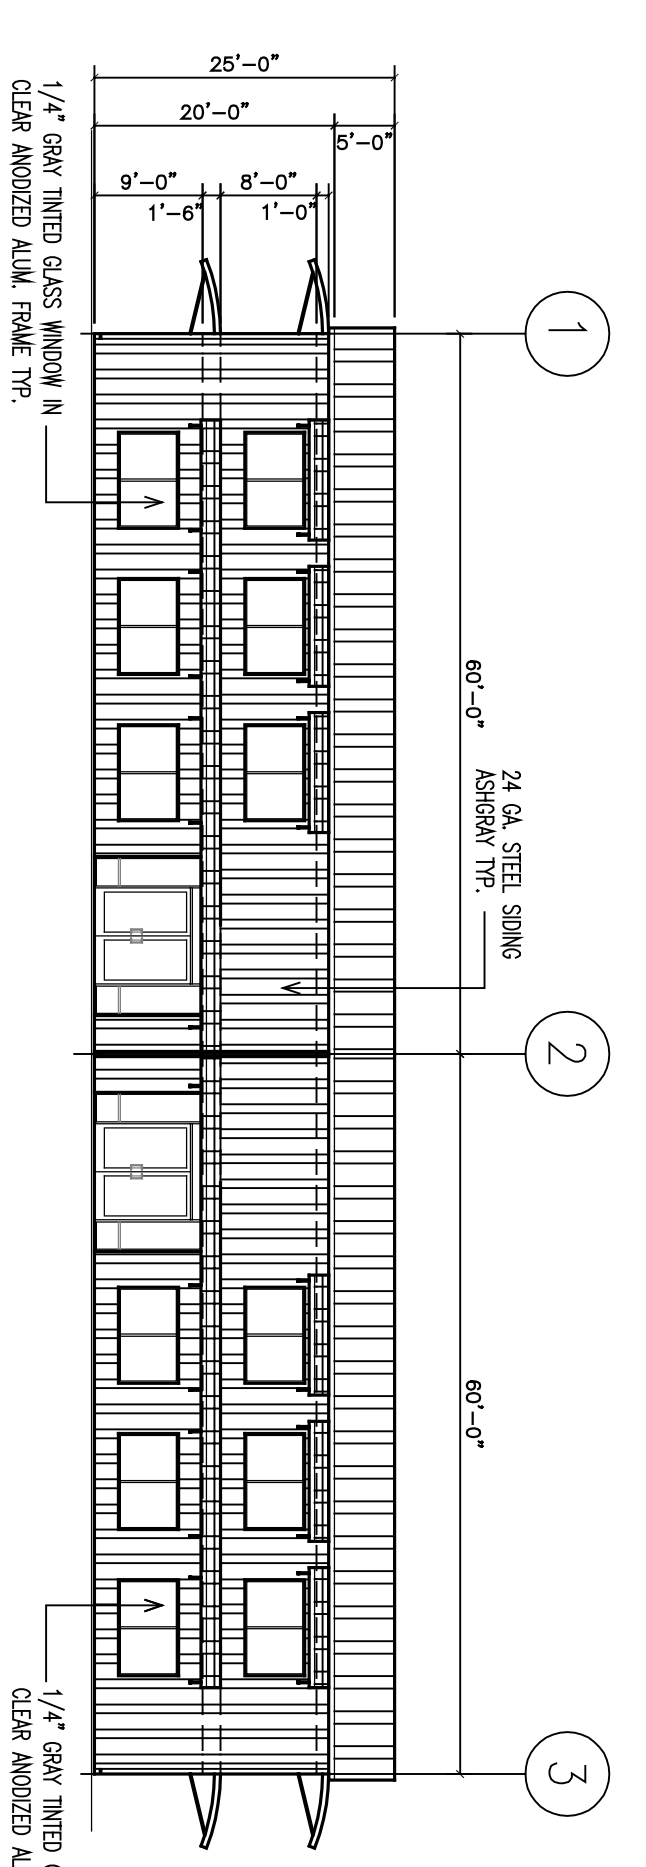 25'-0"
20'-0"
5'-0"
9'-0"
8'-0"
1'-6"
1'-0"
1
2
3
60'-0"
60'-0"
24 GA. STEEL SIDING
ASHGRAY TYP.
1/4" GRAY TINTED GLASS WINDOW IN
CLEAR ANODIZED ALUM. FRAME TYP.
1/4" GRAY TINTED
CLEAR ANODIZED